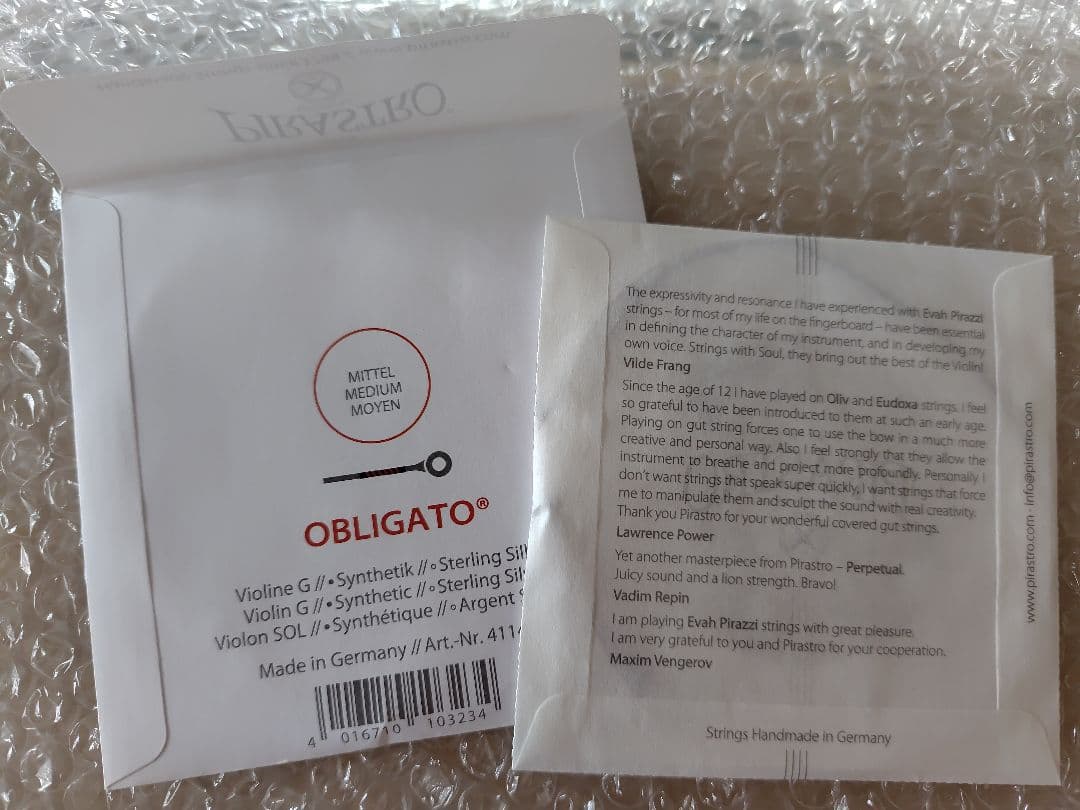 www.pirastro.com
PIRASTRO
MITTEL
MEDIUM
MOYEN
OBLIGATO®
Violine G // • Synthetik // ∘ Sterling Sil
Violin G // • Synthetic // ∘ Sterling Sil
Violon SOL // • Synthétique // ∘ Argent
Made in Germany // Art.-Nr. 411
4 016710 103234
The expressivity and resonance I have experienced with Evah Pirazzi
strings – for most of my life on the fingerboard – have been essential
in defining the character of my instrument, and in developing my
own voice. Strings with Soul, they bring out the best of the violin!
Vilde Frang
Since the age of 12 I have played on Oliv and Eudoxa strings. I feel
so grateful to have been introduced to them at such an early age.
Playing on gut string forces one to use the bow in a much more
creative and personal way. Also I feel strongly that they allow the
instrument to breathe and project more profoundly. Personally I
don't want strings that speak super quickly, I want strings that force
me to manipulate them and sculpt the sound with real creativity.
Thank you Pirastro for your wonderful covered gut strings.
Lawrence Power
Yet another masterpiece from Pirastro – Perpetual.
Juicy sound and a lion strength. Bravo!
Vadim Repin
I am playing Evah Pirazzi strings with great pleasure.
I am very grateful to you and Pirastro for your cooperation.
Maxim Vengerov
Strings Handmade in Germany
www.pirastro.com · info@pirastro.com